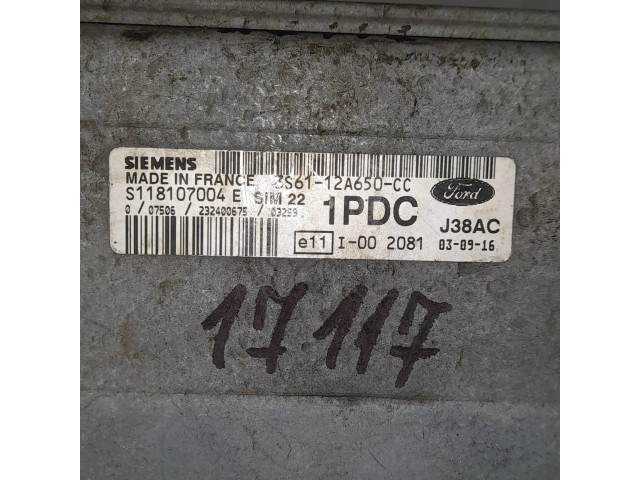 SIEMENS
MADE IN FRANCE 3S61-12A650-CC
S118107004 E SIM 22 1PDC
Ford
J38AC
0 / 07506 / 232400675 / 03259
e11 I-00 2081 03-09-16
17117